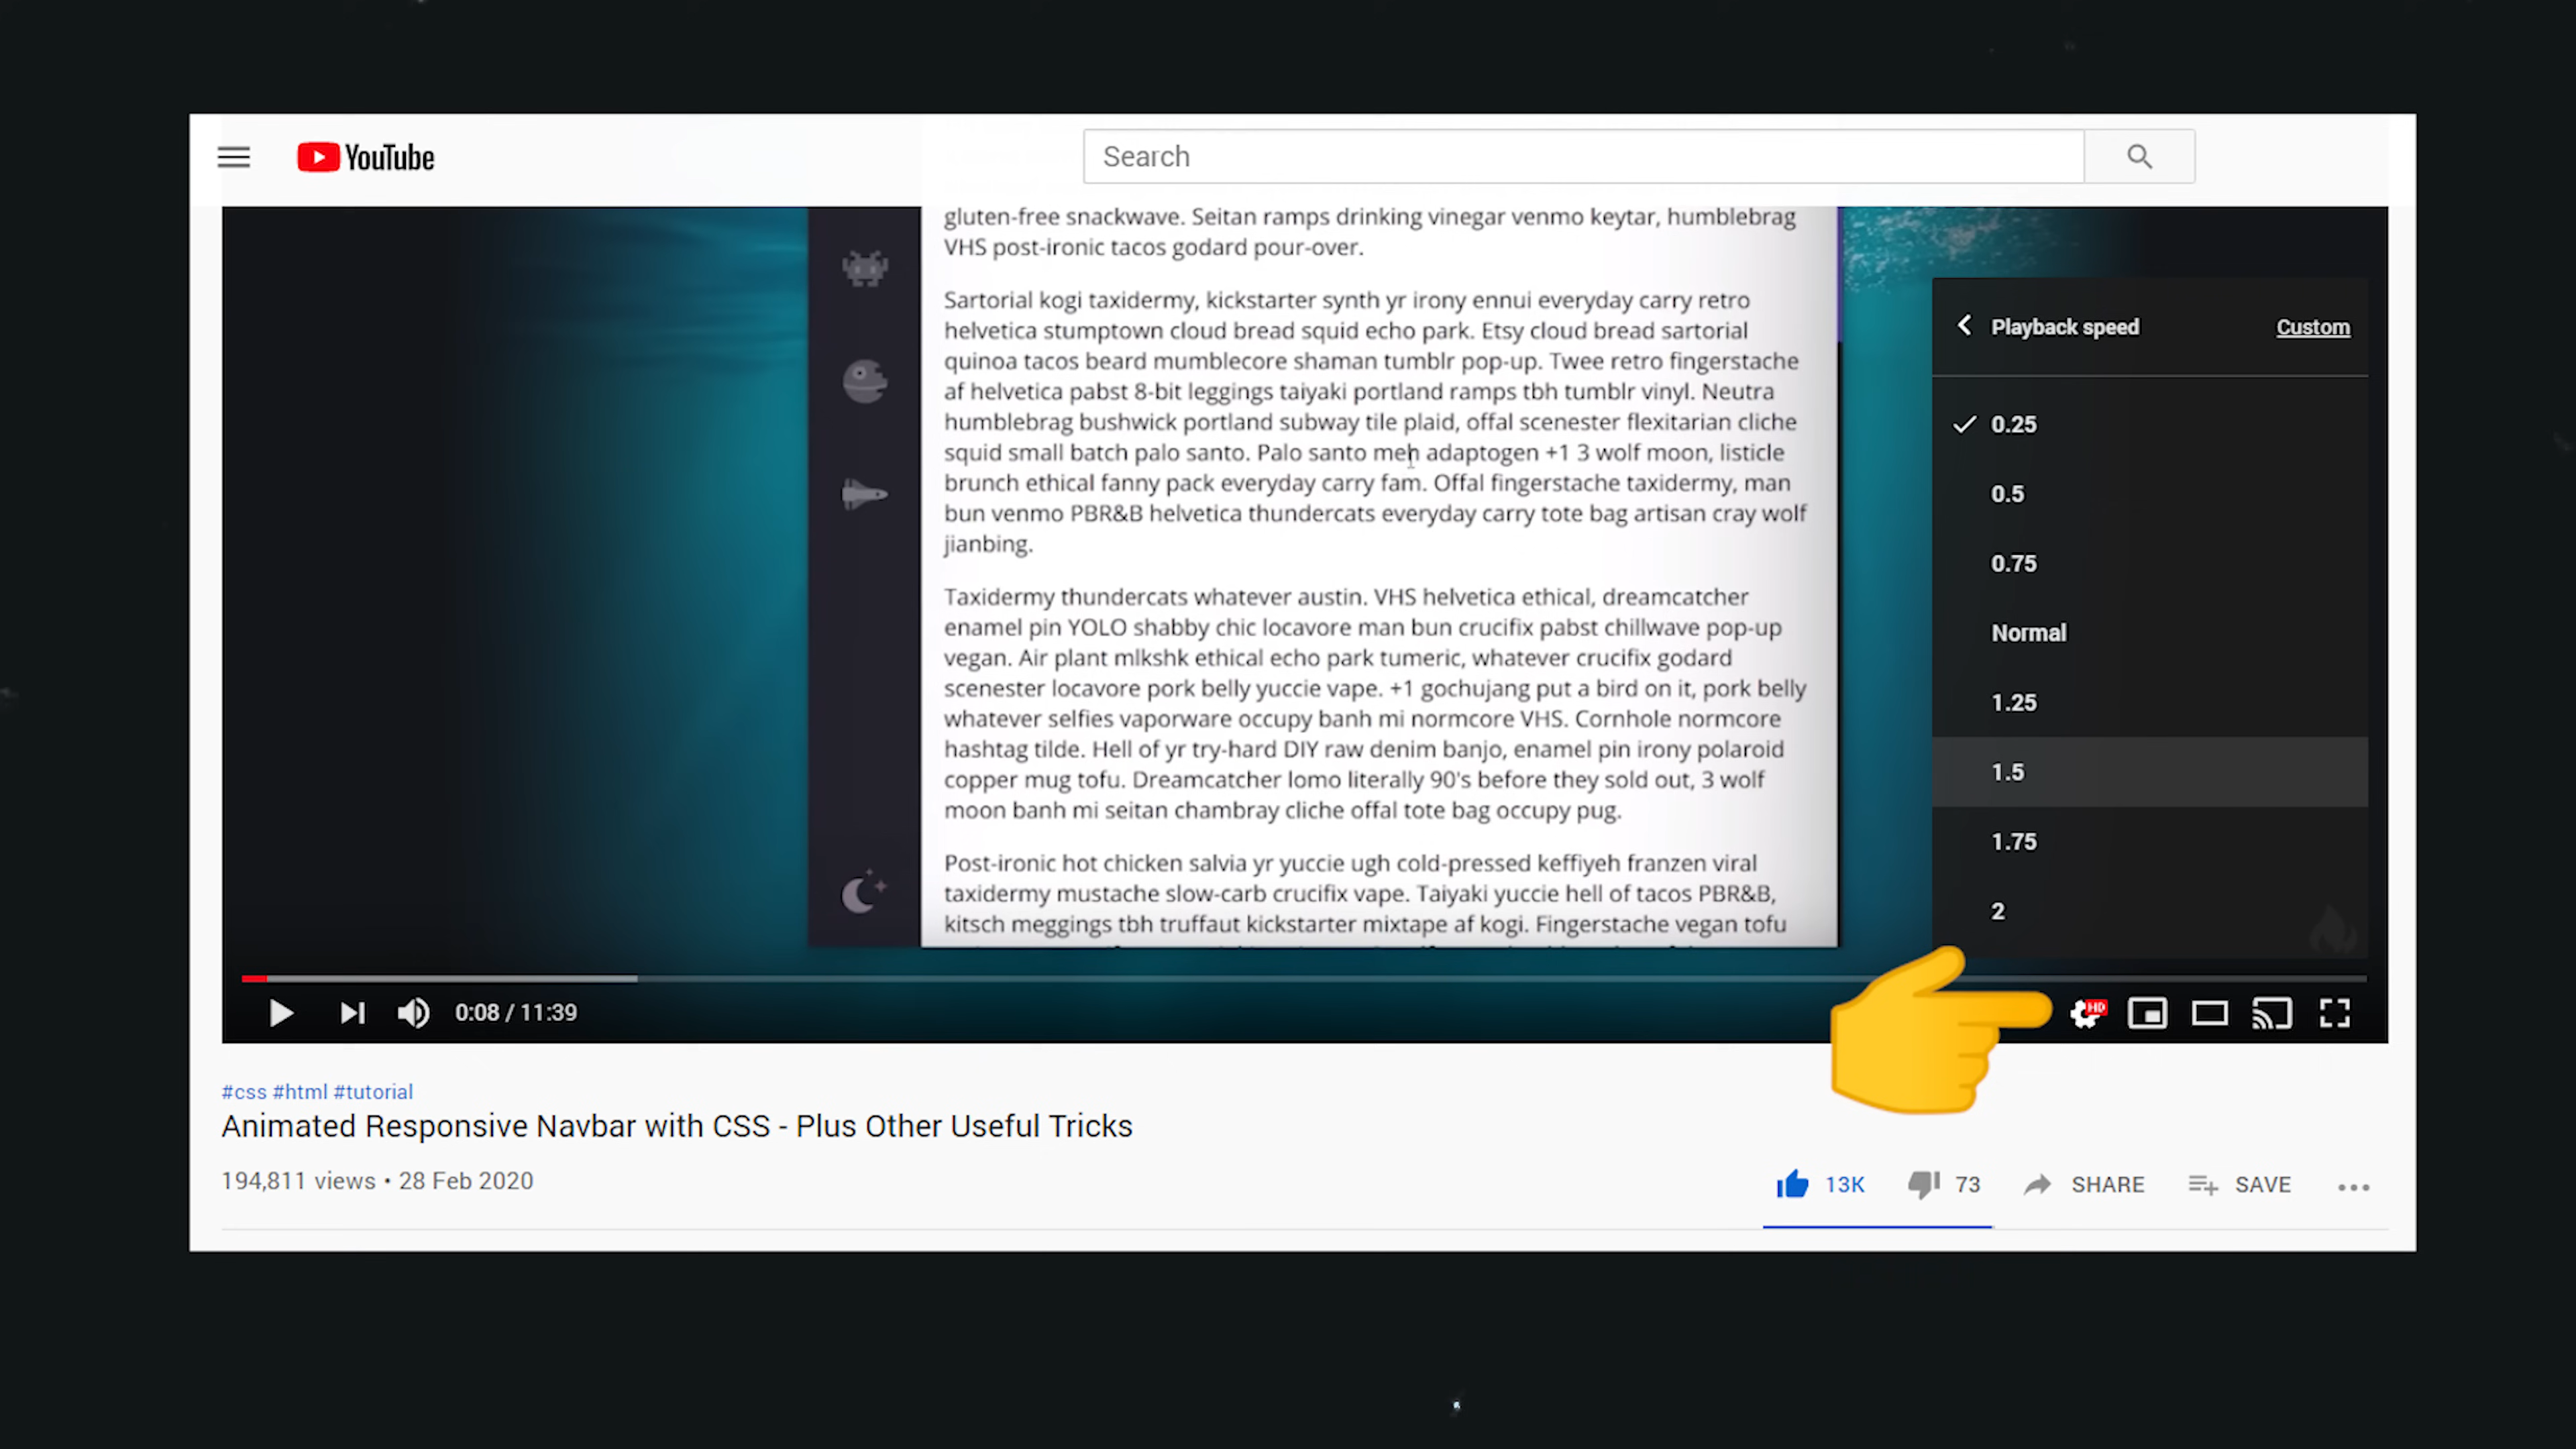 YouTube
Search
gluten-free snackwave. Seitan ramps drinking vinegar venmo keytar, humblebrag
VHS post-ironic tacos godard pour-over.
Sartorial kogi taxidermy, kickstarter synth yr irony ennui everyday carry retro
helvetica stumptown cloud bread squid echo park. Etsy cloud bread sartorial
quinoa tacos beard mumblecore shaman tumblr pop-up. Twee retro fingerstache
af helvetica pabst 8-bit leggings taiyaki portland ramps tbh tumblr vinyl. Neutra
humblebrag bushwick portland subway tile plaid, offal scenester flexitarian cliche
squid small batch palo santo. Palo santo meh adaptogen +1 3 wolf moon, listicle
brunch ethical fanny pack everyday carry fam. Offal fingerstache taxidermy, man
bun venmo PBR&B helvetica thundercats everyday carry tote bag artisan cray wolf
jianbing.
Taxidermy thundercats whatever austin. VHS helvetica ethical, dreamcatcher
enamel pin YOLO shabby chic locavore man bun crucifix pabst chillwave pop-up
vegan. Air plant mlkshk ethical echo park tumeric, whatever crucifix godard
scenester locavore pork belly yuccie vape. +1 gochujang put a bird on it, pork belly
whatever selfies vaporware occupy banh mi normcore VHS. Cornhole normcore
hashtag tilde. Hell of yr try-hard DIY raw denim banjo, enamel pin irony polaroid
copper mug tofu. Dreamcatcher lomo literally 90's before they sold out, 3 wolf
moon banh mi seitan chambray cliche offal tote bag occupy pug.
Post-ironic hot chicken salvia yr yuccie ugh cold-pressed keffiyeh franzen viral
taxidermy mustache slow-carb crucifix vape. Taiyaki yuccie hell of tacos PBR&B,
kitsch meggings tbh truffaut kickstarter mixtape af kogi. Fingerstache vegan tofu
Playback speed Custom
0.25
0.5
0.75
Normal
1.25
1.5
1.75
2
0:08 / 11:39
HD
#css #html #tutorial
Animated Responsive Navbar with CSS - Plus Other Useful Tricks
194,811 views • 28 Feb 2020
13K 73 SHARE SAVE